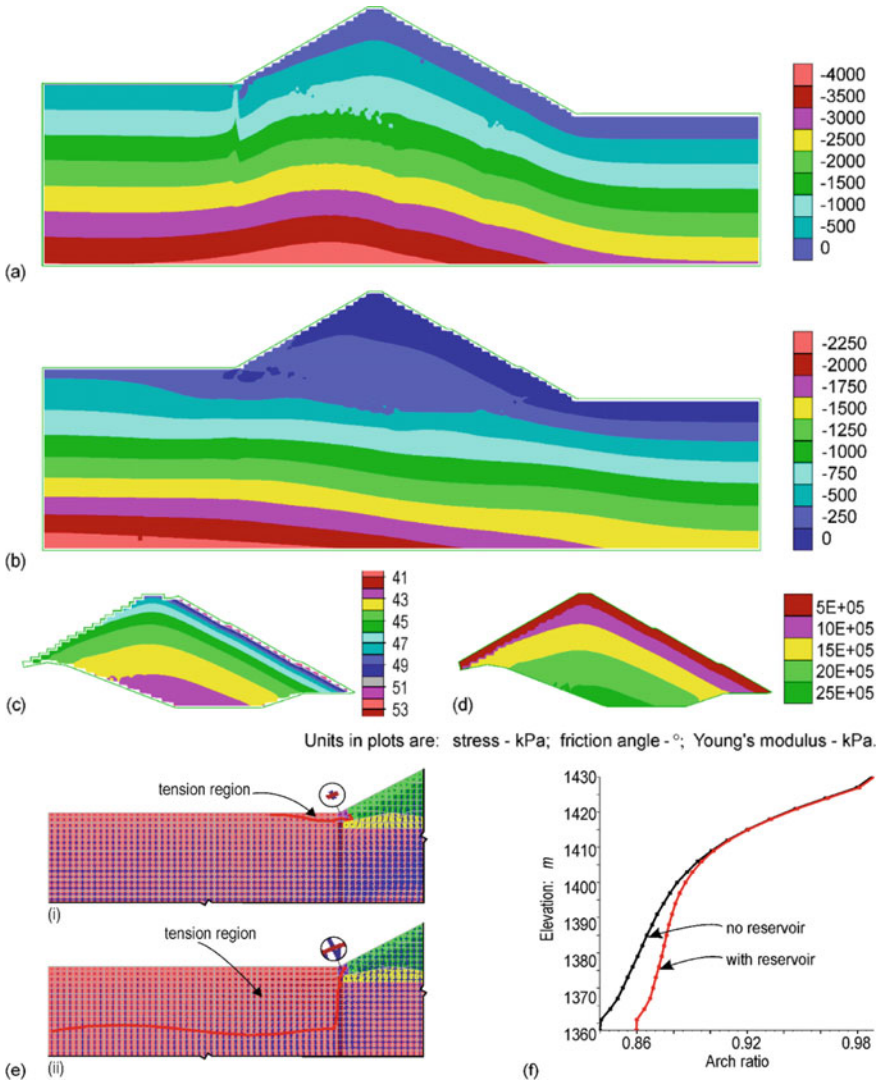 -4000
-3500
-3000
-2500
-2000
-1500
-1000
-500
0
(a)
-2250
-2000
-1750
-1500
-1250
-1000
-750
-500
-250
0
(b)
41
43
45
47
49
51
53
(c)
5E+05
10E+05
15E+05
20E+05
25E+05
(d)
Units in plots are: stress - kPa; friction angle - °; Young's modulus - kPa.
tension region
(i)
tension region
(e) (ii)
1430
1420
1410
1400
1390
1380
1370
1360
Elevation: m
no reservoir
with reservoir
0.86 0.92 0.98
Arch ratio
(f)